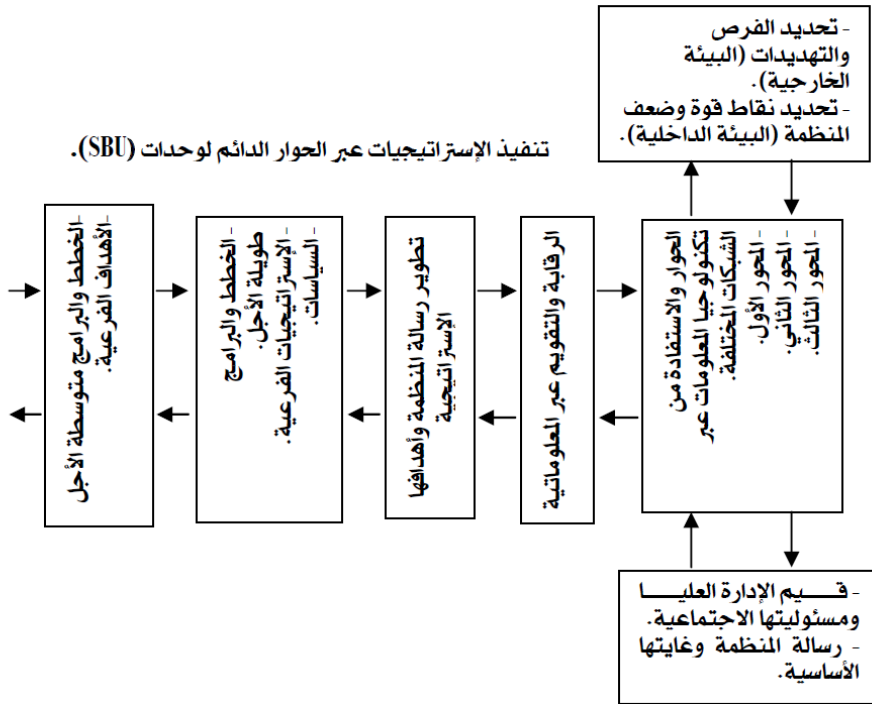 - تحديد الفرص
والتهديدات (البيئة
الخارجية).
- تحديد نقاط قوة وضعف
المنظمة (البيئة الداخلية).
تنفيذ الإستراتيجيات عبر الحوار الدائم لوحدات (SBU).
الحوار والاستفادة من
تكنولوجيا المعلومات عبر
الشبكات المختلفة.
-المحور الأول.
-المحور الثاني.
-المحور الثالث.
الرقابة والتقويم عبر المعلوماتية
تطوير رسالة المنظمة وأهدافها
الإستراتيجية
-الخطط والبرامج
طويلة الأجل.
-الإستراتيجيات الفرعية.
-السياسات.
-الخطط والبرامج متوسطة الأجل
-الأهداف الفرعية.
- قـــيم الإدارة العليـــا
ومسئوليتها الاجتماعية.
- رسالة المنظمة وغايتها
الأساسية.